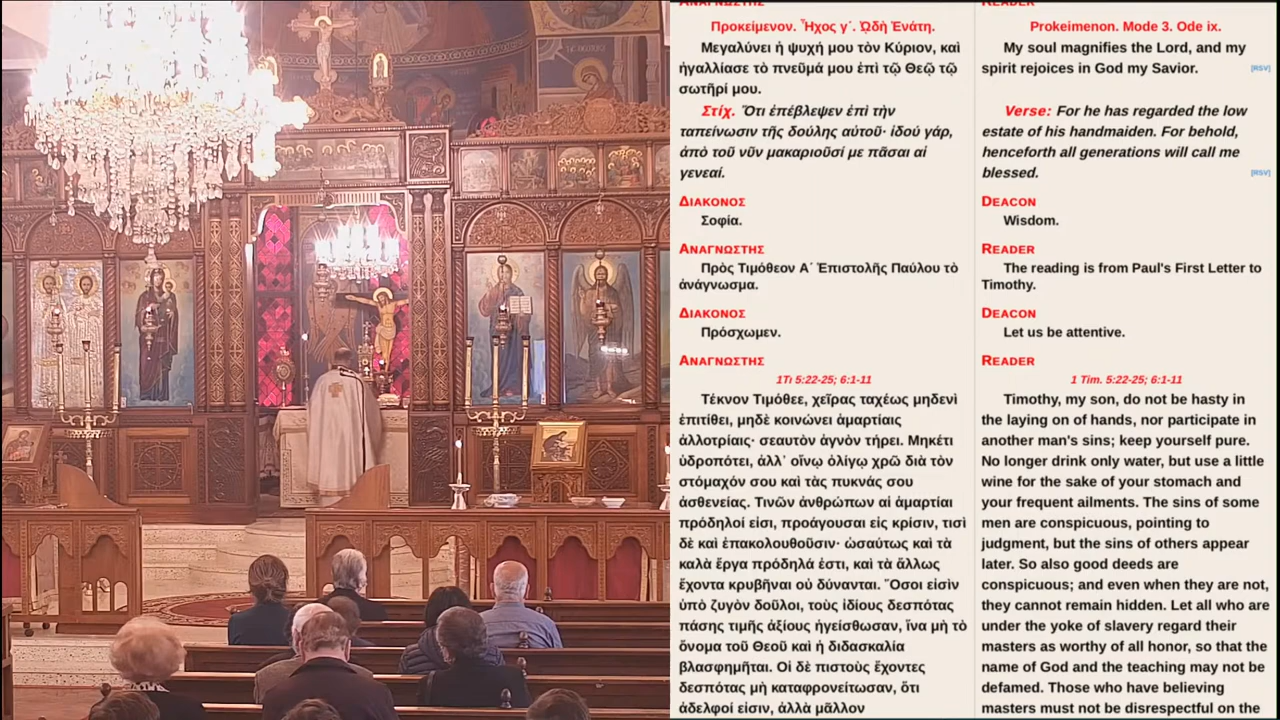 ΑΝΑΓΝΩΣΤΗΣ
Προκείμενον. Ἦχος γʹ. ᾨδὴ Ἐνάτη.
Μεγαλύνει ἡ ψυχή μου τὸν Κύριον, καὶ
ἠγαλλίασε τὸ πνεῦμά μου ἐπὶ τῷ Θεῷ τῷ
σωτῆρί μου.
Στίχ. Ὅτι ἐπέβλεψεν ἐπὶ τὴν
ταπείνωσιν τῆς δούλης αὐτοῦ· ἰδοὺ γάρ,
ἀπὸ τοῦ νῦν μακαριοῦσί με πᾶσαι αἱ
γενεαί.
ΔΙΑΚΟΝΟΣ
Σοφία.
ΑΝΑΓΝΩΣΤΗΣ
Πρὸς Τιμόθεον Αʹ Ἐπιστολῆς Παύλου τὸ
ἀνάγνωσμα.
ΔΙΑΚΟΝΟΣ
Πρόσχωμεν.
ΑΝΑΓΝΩΣΤΗΣ
1Τι 5:22-25; 6:1-11
Τέκνον Τιμόθεε, χεῖρας ταχέως μηδενὶ
ἐπιτίθει, μηδὲ κοινώνει ἁμαρτίαις
ἀλλοτρίαις· σεαυτὸν ἁγνὸν τήρει. Μηκέτι
ὑδροπότει, ἀλλ᾽ οἴνῳ ὀλίγῳ χρῶ διὰ τὸν
στόμαχόν σου καὶ τὰς πυκνάς σου
ἀσθενείας. Τινῶν ἀνθρώπων αἱ ἁμαρτίαι
πρόδηλοί εἰσι, προάγουσαι εἰς κρίσιν, τισὶ
δὲ καὶ ἐπακολουθοῦσιν· ὡσαύτως καὶ τὰ
καλὰ ἔργα πρόδηλά ἐστι, καὶ τὰ ἄλλως
ἔχοντα κρυβῆναι οὐ δύνανται. Ὅσοι εἰσὶν
ὑπὸ ζυγὸν δοῦλοι, τοὺς ἰδίους δεσπότας
πάσης τιμῆς ἀξίους ἡγείσθωσαν, ἵνα μὴ τὸ
ὄνομα τοῦ Θεοῦ καὶ ἡ διδασκαλία
βλασφημῆται. Οἱ δὲ πιστοὺς ἔχοντες
δεσπότας μὴ καταφρονείτωσαν, ὅτι
ἀδελφοί εἰσιν, ἀλλὰ μᾶλλον
READER
Prokeimenon. Mode 3. Ode ix.
My soul magnifies the Lord, and my
spirit rejoices in God my Savior. [RSV]
Verse: For he has regarded the low
estate of his handmaiden. For behold,
henceforth all generations will call me
blessed. [RSV]
DEACON
Wisdom.
READER
The reading is from Paul's First Letter to
Timothy.
DEACON
Let us be attentive.
READER
1 Tim. 5:22-25; 6:1-11
Timothy, my son, do not be hasty in
the laying on of hands, nor participate in
another man's sins; keep yourself pure.
No longer drink only water, but use a little
wine for the sake of your stomach and
your frequent ailments. The sins of some
men are conspicuous, pointing to
judgment, but the sins of others appear
later. So also good deeds are
conspicuous; and even when they are not,
they cannot remain hidden. Let all who are
under the yoke of slavery regard their
masters as worthy of all honor, so that the
name of God and the teaching may not be
defamed. Those who have believing
masters must not be disrespectful on the